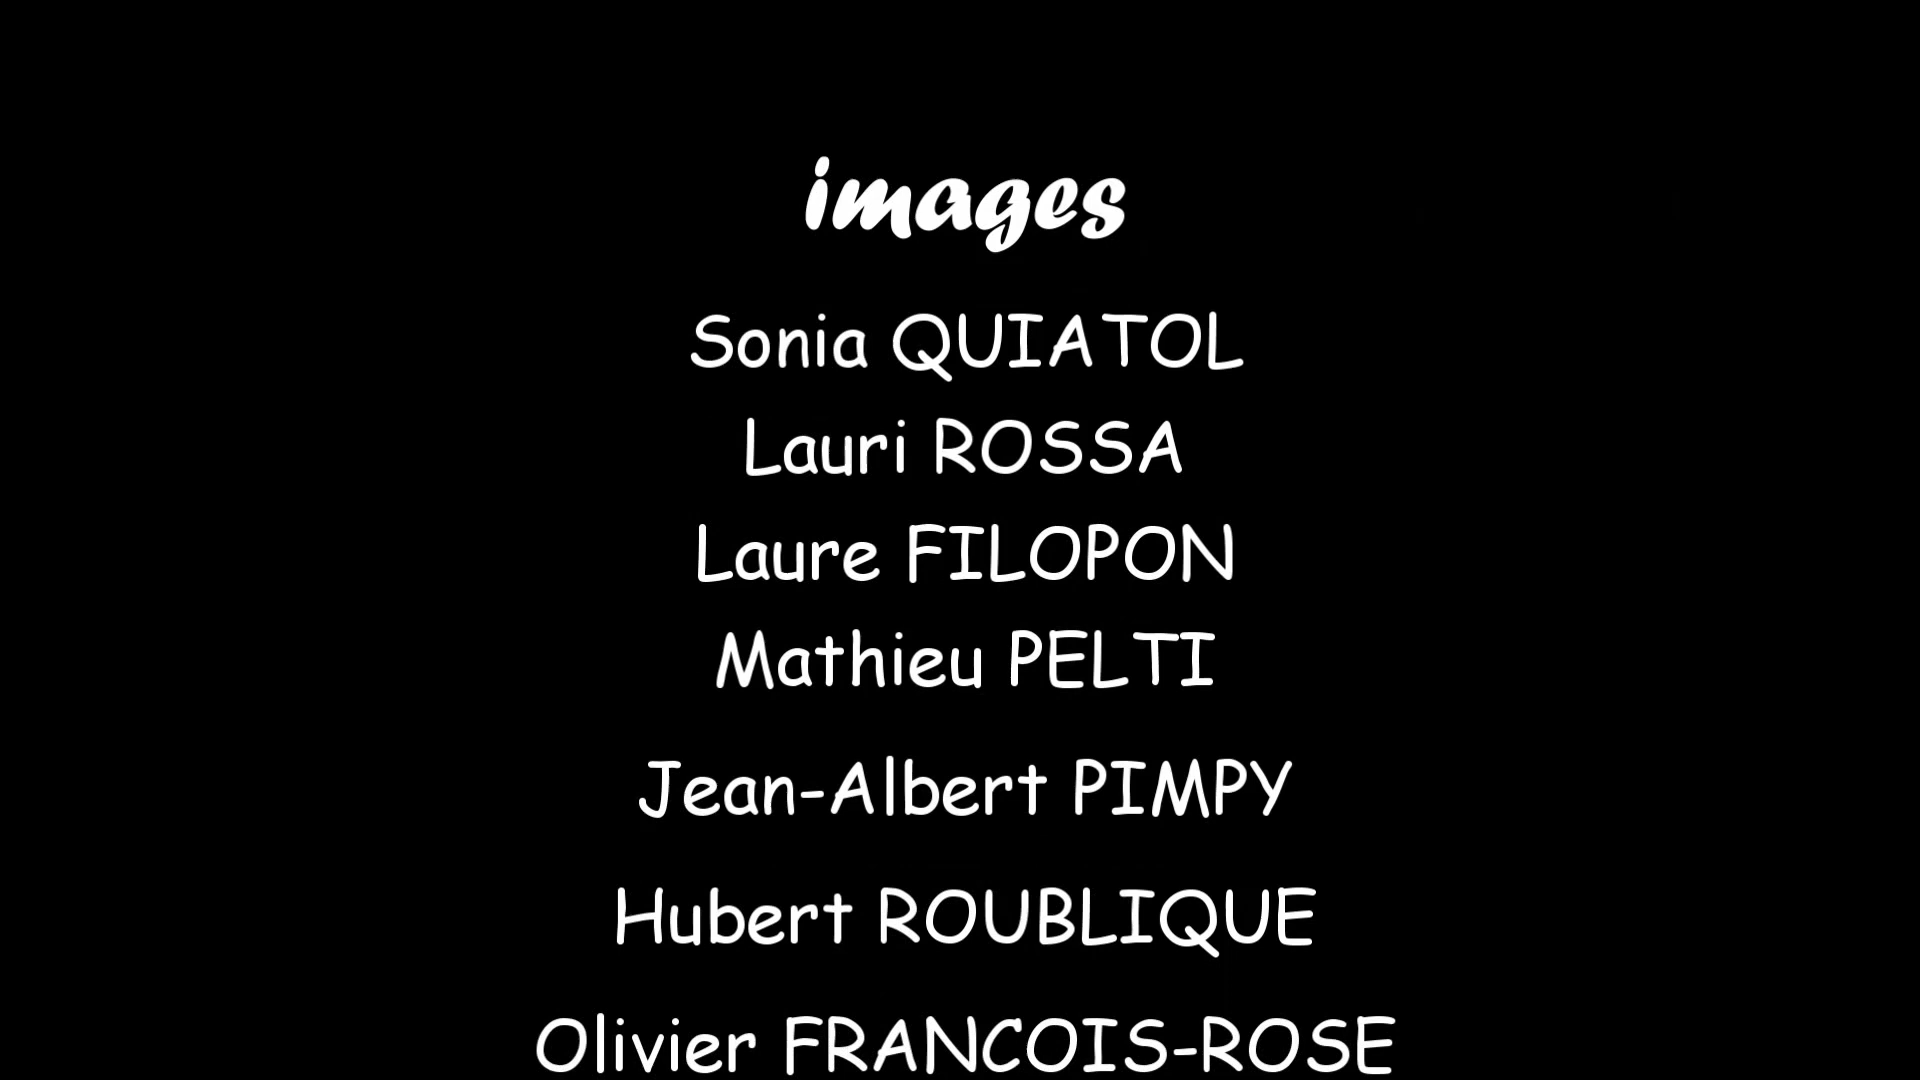 images
Sonia QUIATOL
Lauri ROSSA
Laure FILOPON
Mathieu PELTI
Jean-Albert PIMPY
Hubert ROUBLIQUE
Olivier FRANCOIS-ROSE